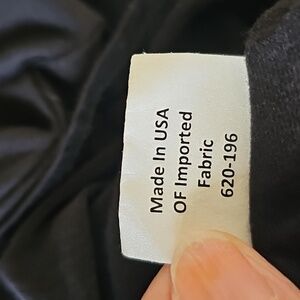 Made In USA
OF Imported
Fabric
620-196